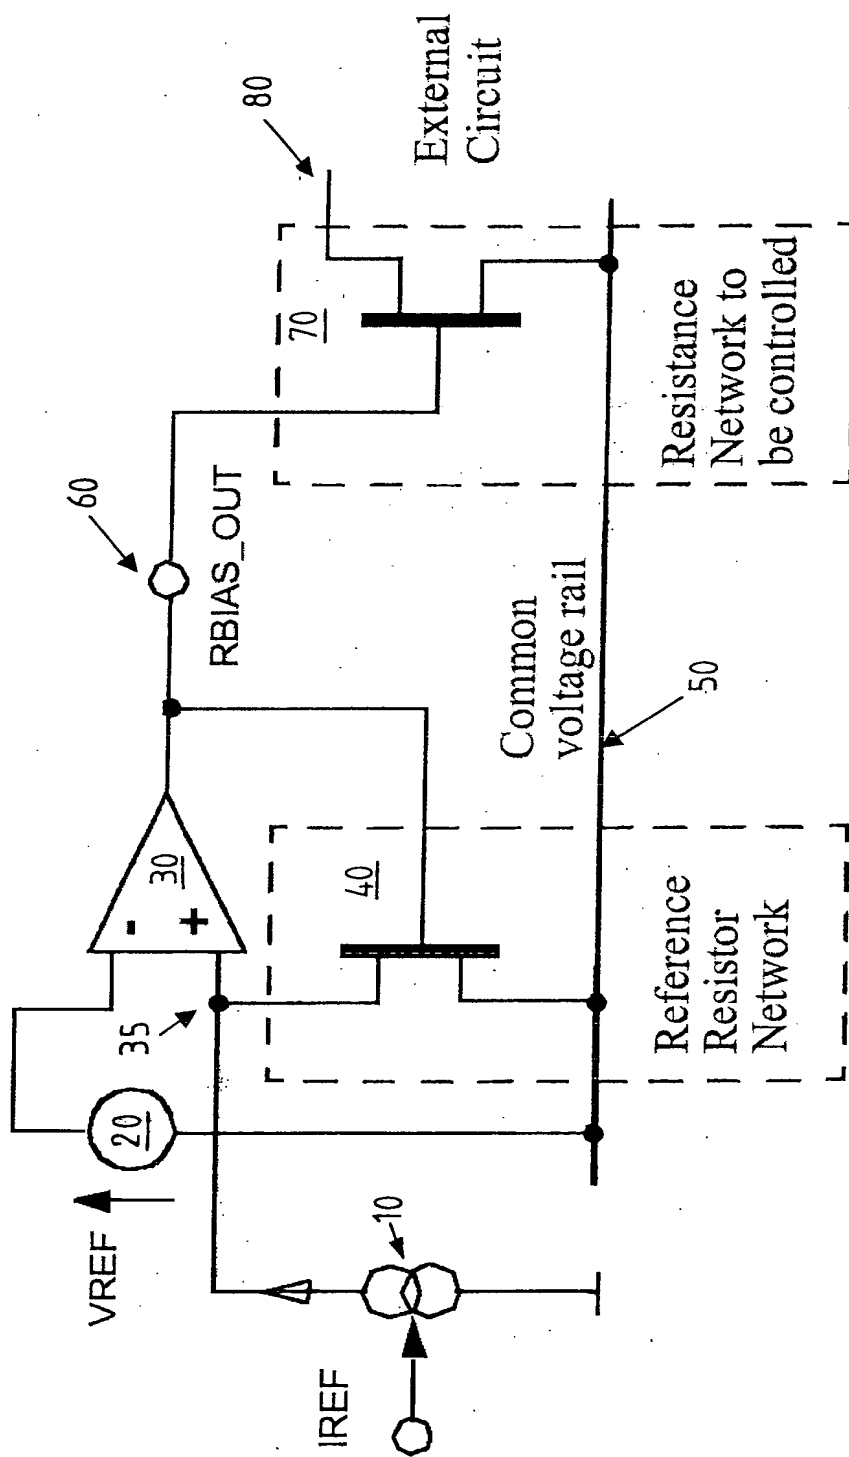 VREF
20
-
+
30
35
IREF
10
40
Reference
Resistor
Network
60
RBIAS_OUT
Common
voltage rail
50
70
80
External
Circuit
Resistance
Network to
be controlled